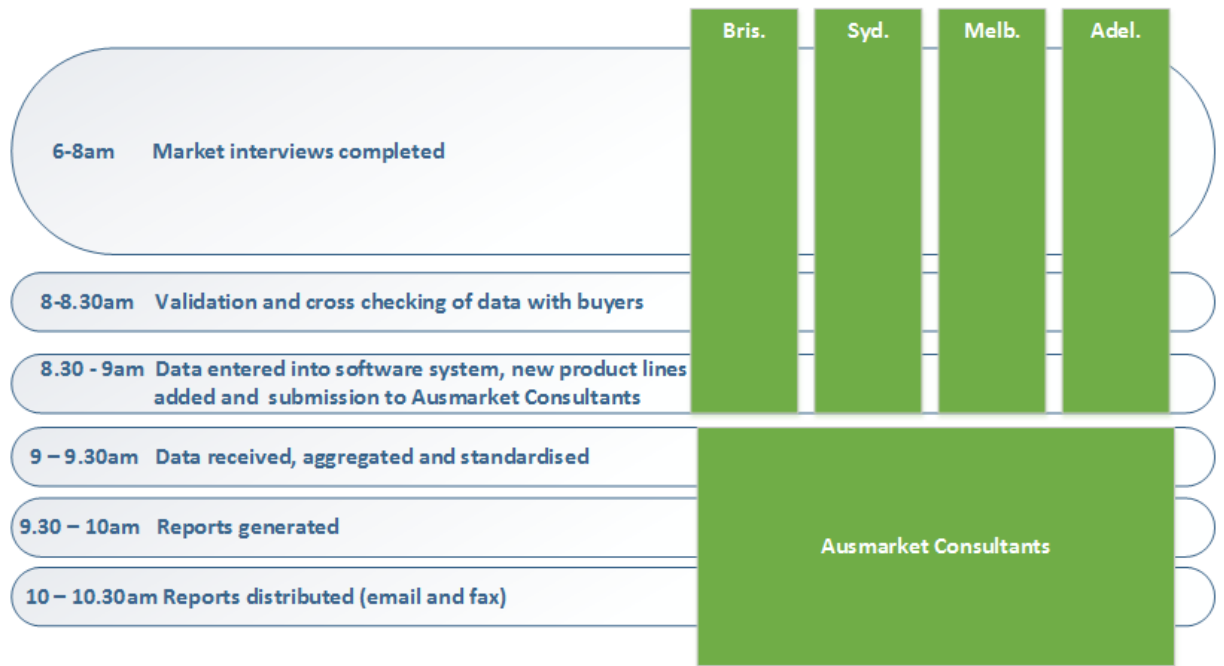 Bris. Syd. Melb. Adel.
6-8am Market interviews completed
8-8.30am Validation and cross checking of data with buyers
8.30 - 9am Data entered into software system, new product lines
added and submission to Ausmarket Consultants
9 – 9.30am Data received, aggregated and standardised
9.30 – 10am Reports generated
Ausmarket Consultants
10 – 10.30am Reports distributed (email and fax)